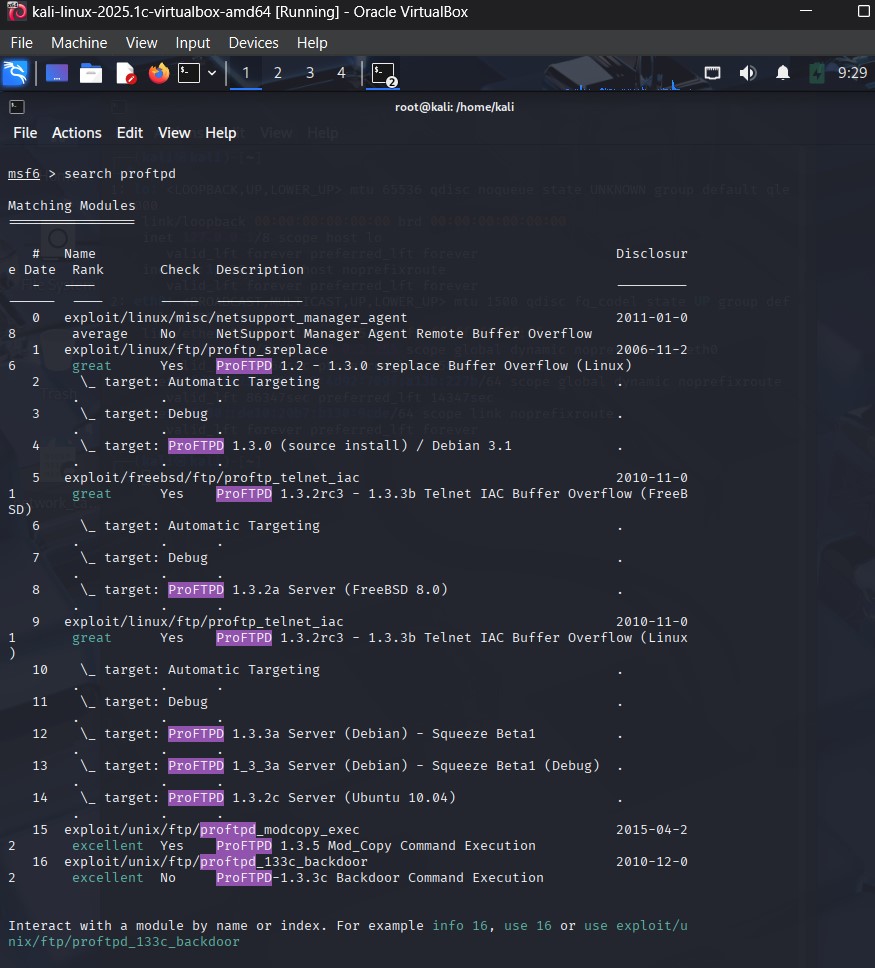 kali-linux-2025.1c-virtualbox-amd64 [Running] - Oracle VirtualBox
File Machine View Input Devices Help
1 2 3 4 2 9:29
root@kali: /home/kali
File Actions Edit View Help
msf6 > search proftpd
Matching Modules
# Name Disclosur
e Date Rank Check Description
- ---- ---------
------ ---- ----- -----------
0 exploit/linux/misc/netsupport_manager_agent 2011-01-0
8 average No NetSupport Manager Agent Remote Buffer Overflow
1 exploit/linux/ftp/proftp_sreplace 2006-11-2
6 great Yes ProFTPD 1.2 - 1.3.0 sreplace Buffer Overflow (Linux)
2 \_ target: Automatic Targeting .
. . .
3 \_ target: Debug .
. . .
4 \_ target: ProFTPD 1.3.0 (source install) / Debian 3.1 .
. . .
5 exploit/freebsd/ftp/proftp_telnet_iac 2010-11-0
1 great Yes ProFTPD 1.3.2rc3 - 1.3.3b Telnet IAC Buffer Overflow (FreeB
SD)
6 \_ target: Automatic Targeting .
. . .
7 \_ target: Debug .
. . .
8 \_ target: ProFTPD 1.3.2a Server (FreeBSD 8.0) .
. . .
9 exploit/linux/ftp/proftp_telnet_iac 2010-11-0
1 great Yes ProFTPD 1.3.2rc3 - 1.3.3b Telnet IAC Buffer Overflow (Linux
)
10 \_ target: Automatic Targeting .
. . .
11 \_ target: Debug .
. . .
12 \_ target: ProFTPD 1.3.3a Server (Debian) - Squeeze Beta1 .
. . .
13 \_ target: ProFTPD 1_3_3a Server (Debian) - Squeeze Beta1 (Debug) .
. . .
14 \_ target: ProFTPD 1.3.2c Server (Ubuntu 10.04) .
. . .
15 exploit/unix/ftp/proftpd_modcopy_exec 2015-04-2
2 excellent Yes ProFTPD 1.3.5 Mod_Copy Command Execution
16 exploit/unix/ftp/proftpd_133c_backdoor 2010-12-0
2 excellent No ProFTPD-1.3.3c Backdoor Command Execution
Interact with a module by name or index. For example info 16, use 16 or use exploit/u
nix/ftp/proftpd_133c_backdoor